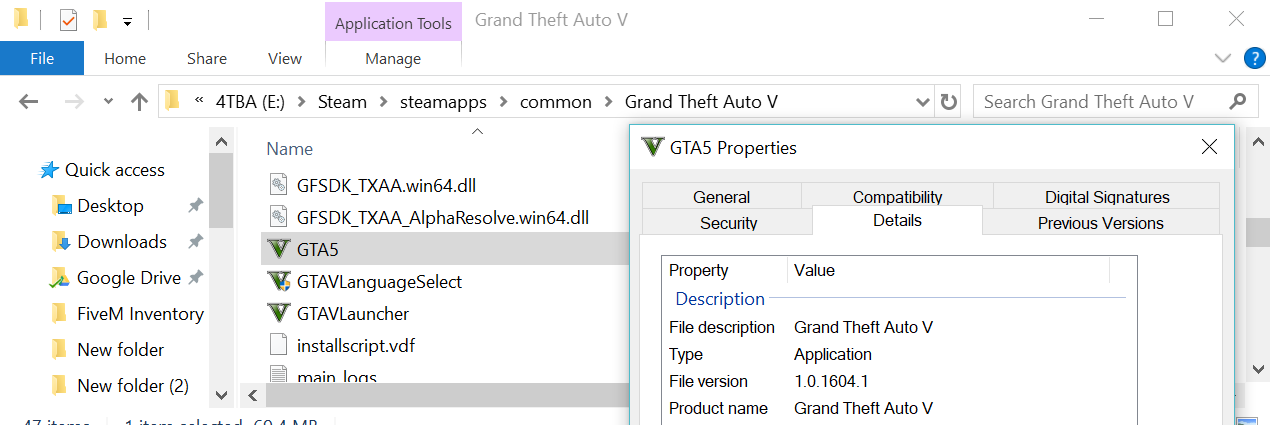 Application Tools Grand Theft Auto V
File Home Share View Manage
« 4TBA (E:) > Steam > steamapps > common > Grand Theft Auto V Search Grand Theft Auto V
Quick access
Desktop
Downloads
Google Drive
FiveM Inventory
New folder
New folder (2)
Name
GFSDK_TXAA.win64.dll
GFSDK_TXAA_AlphaResolve.win64.dll
GTA5
GTAVLanguageSelect
GTAVLauncher
installscript.vdf
main_logs
47 items 1 item selected 69.4 MB
GTA5 Properties
General Compatibility Digital Signatures
Security Details Previous Versions
Property Value
Description
File description Grand Theft Auto V
Type Application
File version 1.0.1604.1
Product name Grand Theft Auto V